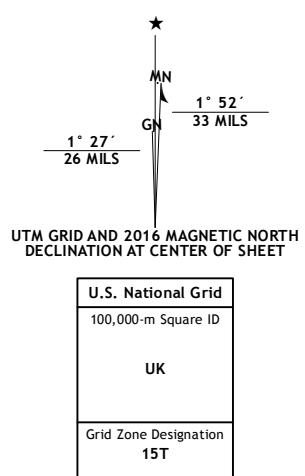 ★
MN
GN
1° 52´
33 MILS
1° 27´
26 MILS
UTM GRID AND 2016 MAGNETIC NORTH
DECLINATION AT CENTER OF SHEET
U.S. National Grid
100,000-m Square ID
UK
Grid Zone Designation
15T